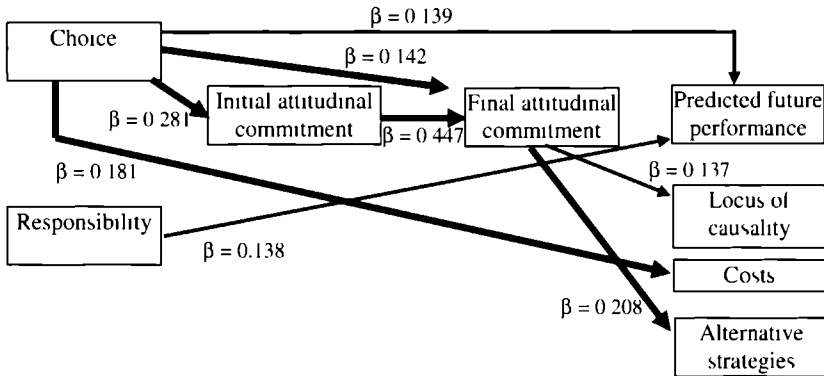 β = 0 139
Choice
β = 0 142
Initial attitudinal
commitment
Final attitudinal
commitment
Predicted future
performance
β = 0 281
β = 0 447
β = 0 137
β = 0 181
Responsibility
Locus of
causality
β = 0.138
Costs
β = 0 208
Alternative
strategies